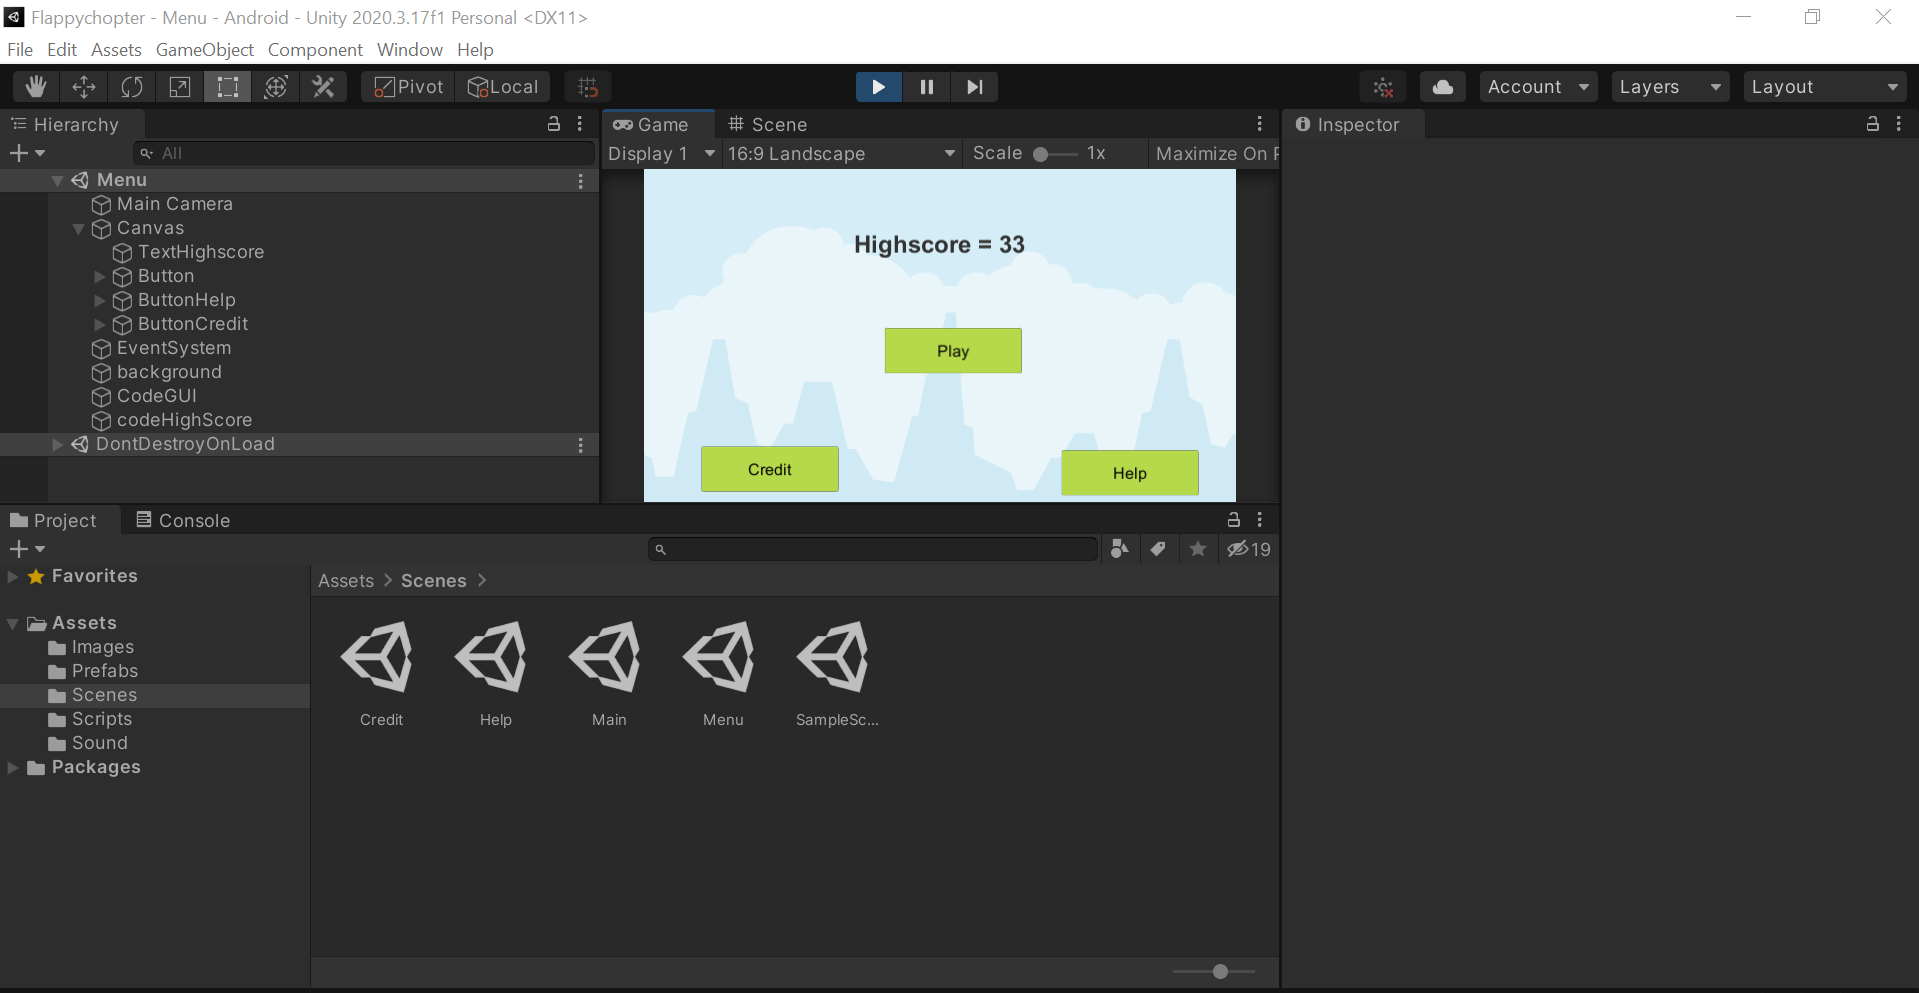 Flappychopter - Menu - Android - Unity 2020.3.17f1 Personal <DX11>
File Edit Assets GameObject Component Window Help
Pivot Local Account Layers Layout
Hierarchy
All
Menu
Main Camera
Canvas
TextHighscore
Button
ButtonHelp
ButtonCredit
EventSystem
background
CodeGUI
codeHighScore
DontDestroyOnLoad
Game Scene
Display 1 16:9 Landscape Scale 1x Maximize On
Highscore = 33
Play
Credit
Help
Inspector
Project Console
19
Favorites
Assets
Images
Prefabs
Scenes
Scripts
Sound
Packages
Assets > Scenes >
Credit Help Main Menu SampleSc...